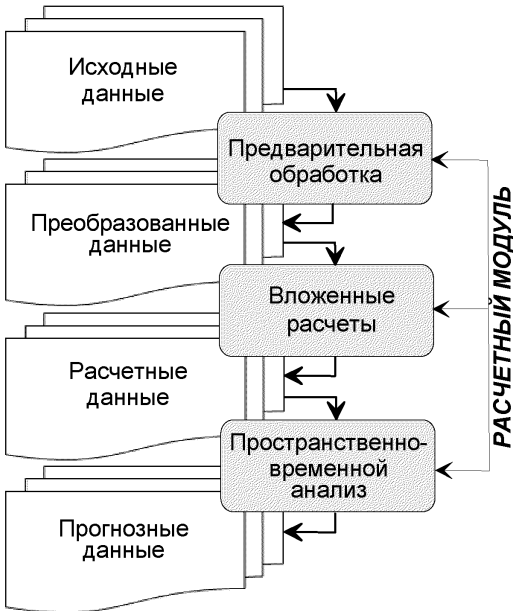 Исходные
данные
Предварительная
обработка
Преобразованные
данные
Вложенные
расчеты
Расчетные
данные
Пространственно-
временной
анализ
Прогнозные
данные
РАСЧЕТНЫЙ МОДУЛЬ